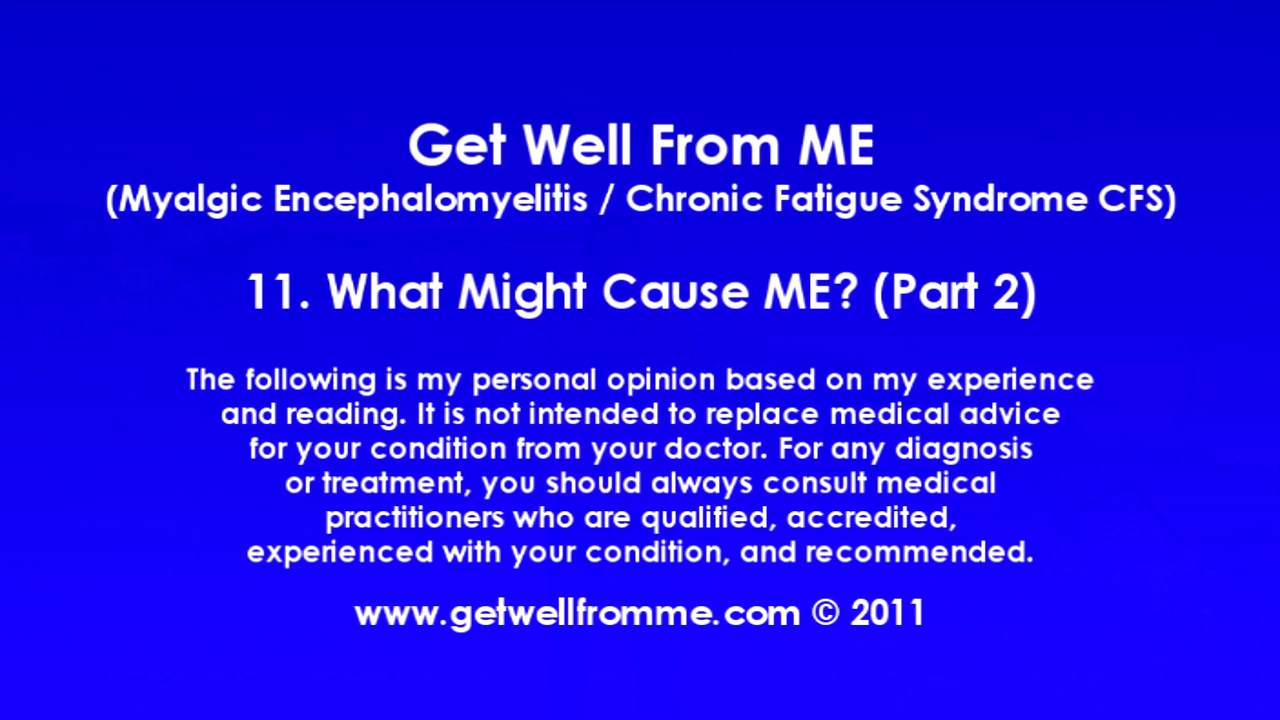 Get Well From ME
(Myalgic Encephalomyelitis / Chronic Fatigue Syndrome CFS)
11. What Might Cause ME? (Part 2)
The following is my personal opinion based on my experience
and reading. It is not intended to replace medical advice
for your condition from your doctor. For any diagnosis
or treatment, you should always consult medical
practitioners who are qualified, accredited,
experienced with your condition, and recommended.
www.getwellfromme.com © 2011